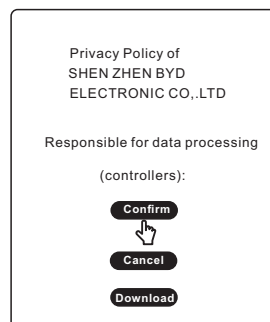 Privacy Policy of
SHEN ZHEN BYD
ELECTRONIC CO,.LTD
Responsible for data processing
(controllers):
Confirm
Cancel
Download